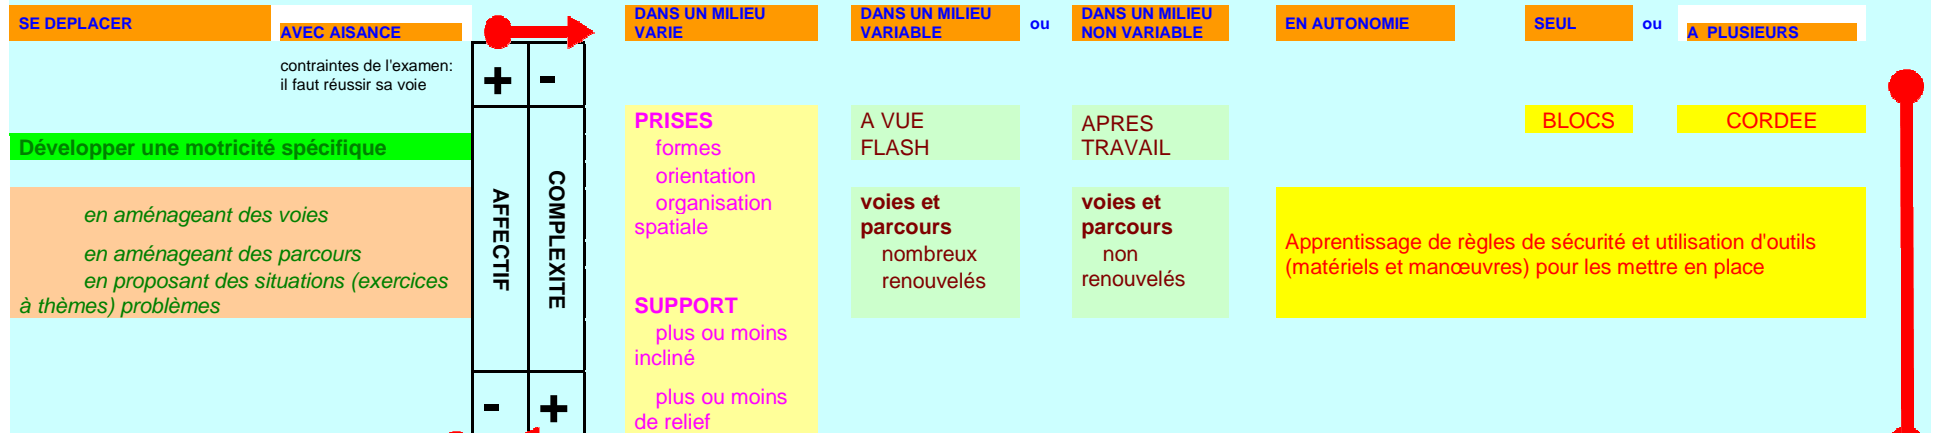 SE DEPLACER
AVEC AISANCE
DANS UN MILIEU
VARIE
DANS UN MILIEU
VARIABLE
ou
DANS UN MILIEU
NON VARIABLE
EN AUTONOMIE
SEUL
ou
A PLUSIEURS
contraintes de l'examen:
il faut réussir sa voie
+
-
AFFECTIF
COMPLEXITE
-
+
Développer une motricité spécifique
en aménageant des voies
en aménageant des parcours
en proposant des situations (exercices
à thèmes) problèmes
PRISES
formes
orientation
organisation
spatiale
SUPPORT
plus ou moins
incliné
plus ou moins
de relief
A VUE
FLASH
voies et
parcours
nombreux
renouvelés
APRES
TRAVAIL
voies et
parcours
non
renouvelés
BLOCS
CORDEE
Apprentissage de règles de sécurité et utilisation d'outils
(matériels et manœuvres) pour les mettre en place